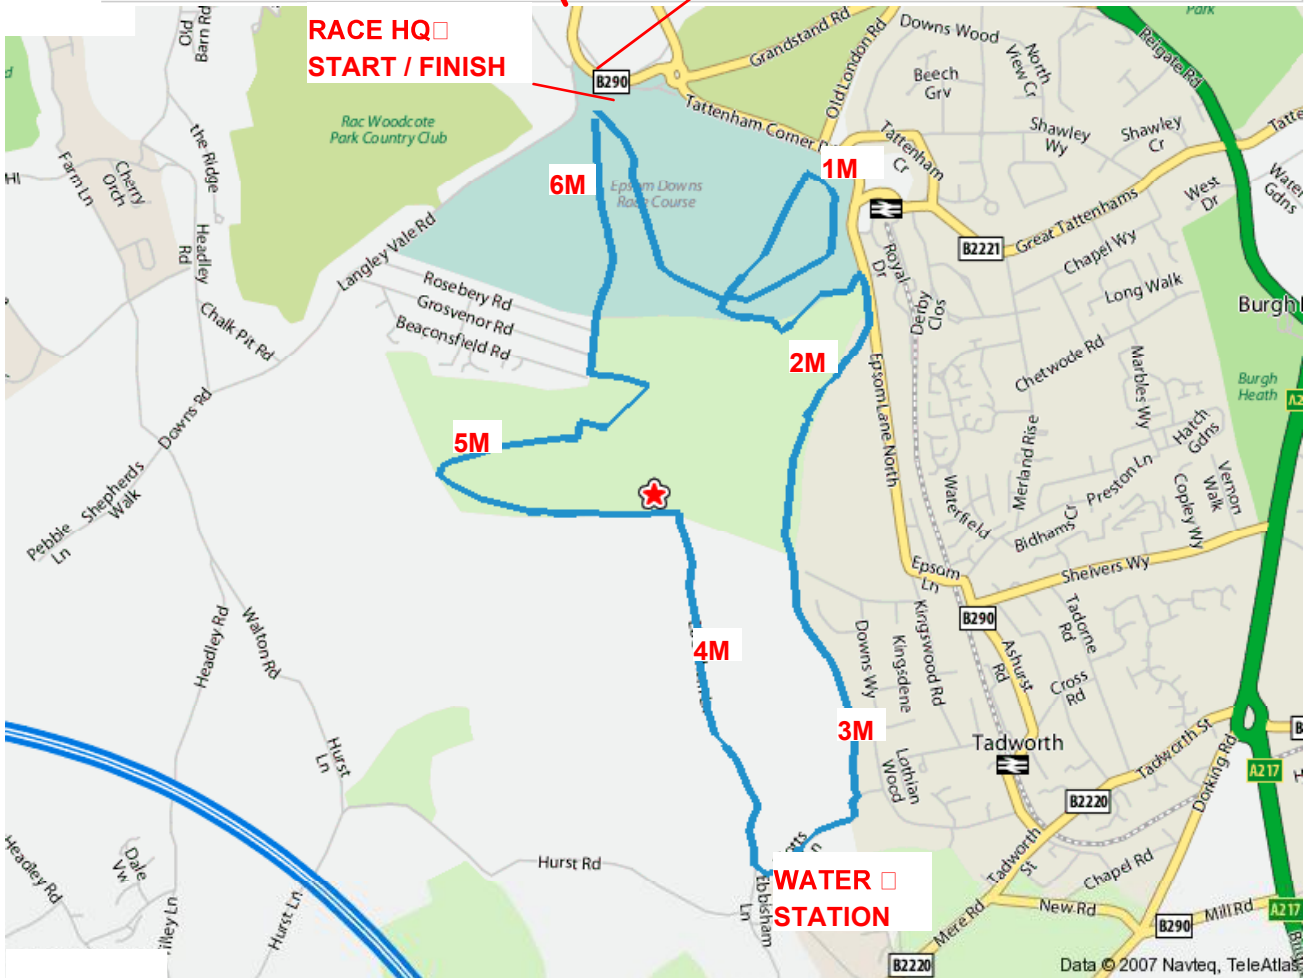 RACE HQ
START / FINISH
B290
Grandstand Rd
Old London Rd
Downs Wood
North
View Cr
Beech
Grv
Park
Reigate Rd
Shawley
Wy
Shawley
Cr
Tattenham
Cr
Tattenham Corner
Old
Barn Rd
the Ridge
Rac Woodcote
Park Country Club
Farm Ln
Cherry
Orch
Headley
Rd
6M
Epsom Downs
Race Course
1M
West
Dr
Gdns
B2221
Great Tattenhams
Chapel Wy
Long Walk
Royal
Dr
Derby
Clos
Langley Vale Rd
Rosebery Rd
Grosvenor Rd
Beaconsfield Rd
Chalk Pit Rd
2M
Epsom Lane North
Chetwode Rd
Marbles Wy
Burgh
Burgh
Heath
Hatch
Gdns
Downs Rd
5M
Shepherds
Walk
Pebble
Ln
Merland Rise
Preston Ln
Vernon
Walk
Copley Wy
Waterfield
Bidhams Cr
Epsom
Ln
Shelvers Wy
B290
Headley Rd
Walton Rd
4M
Downs Wy
Kingsdene
Kingswood Rd
Ashurst
Rd
Tadorne
Rd
Cross
Rd
3M
Tadworth
Tadworth St
Lothian
Wood
Hurst
Ln
B2220
Dorking Rd
A217
Headley Rd
Dale
Vw
Hurst Rd
Hurst Ln
WATER
STATION
Ebbisham
Ln
Tadworth
St
Chapel Rd
New Rd
Mere Rd
B290
Mill Rd
A217
B2220
Data © 2007 Navteq, TeleAtlas